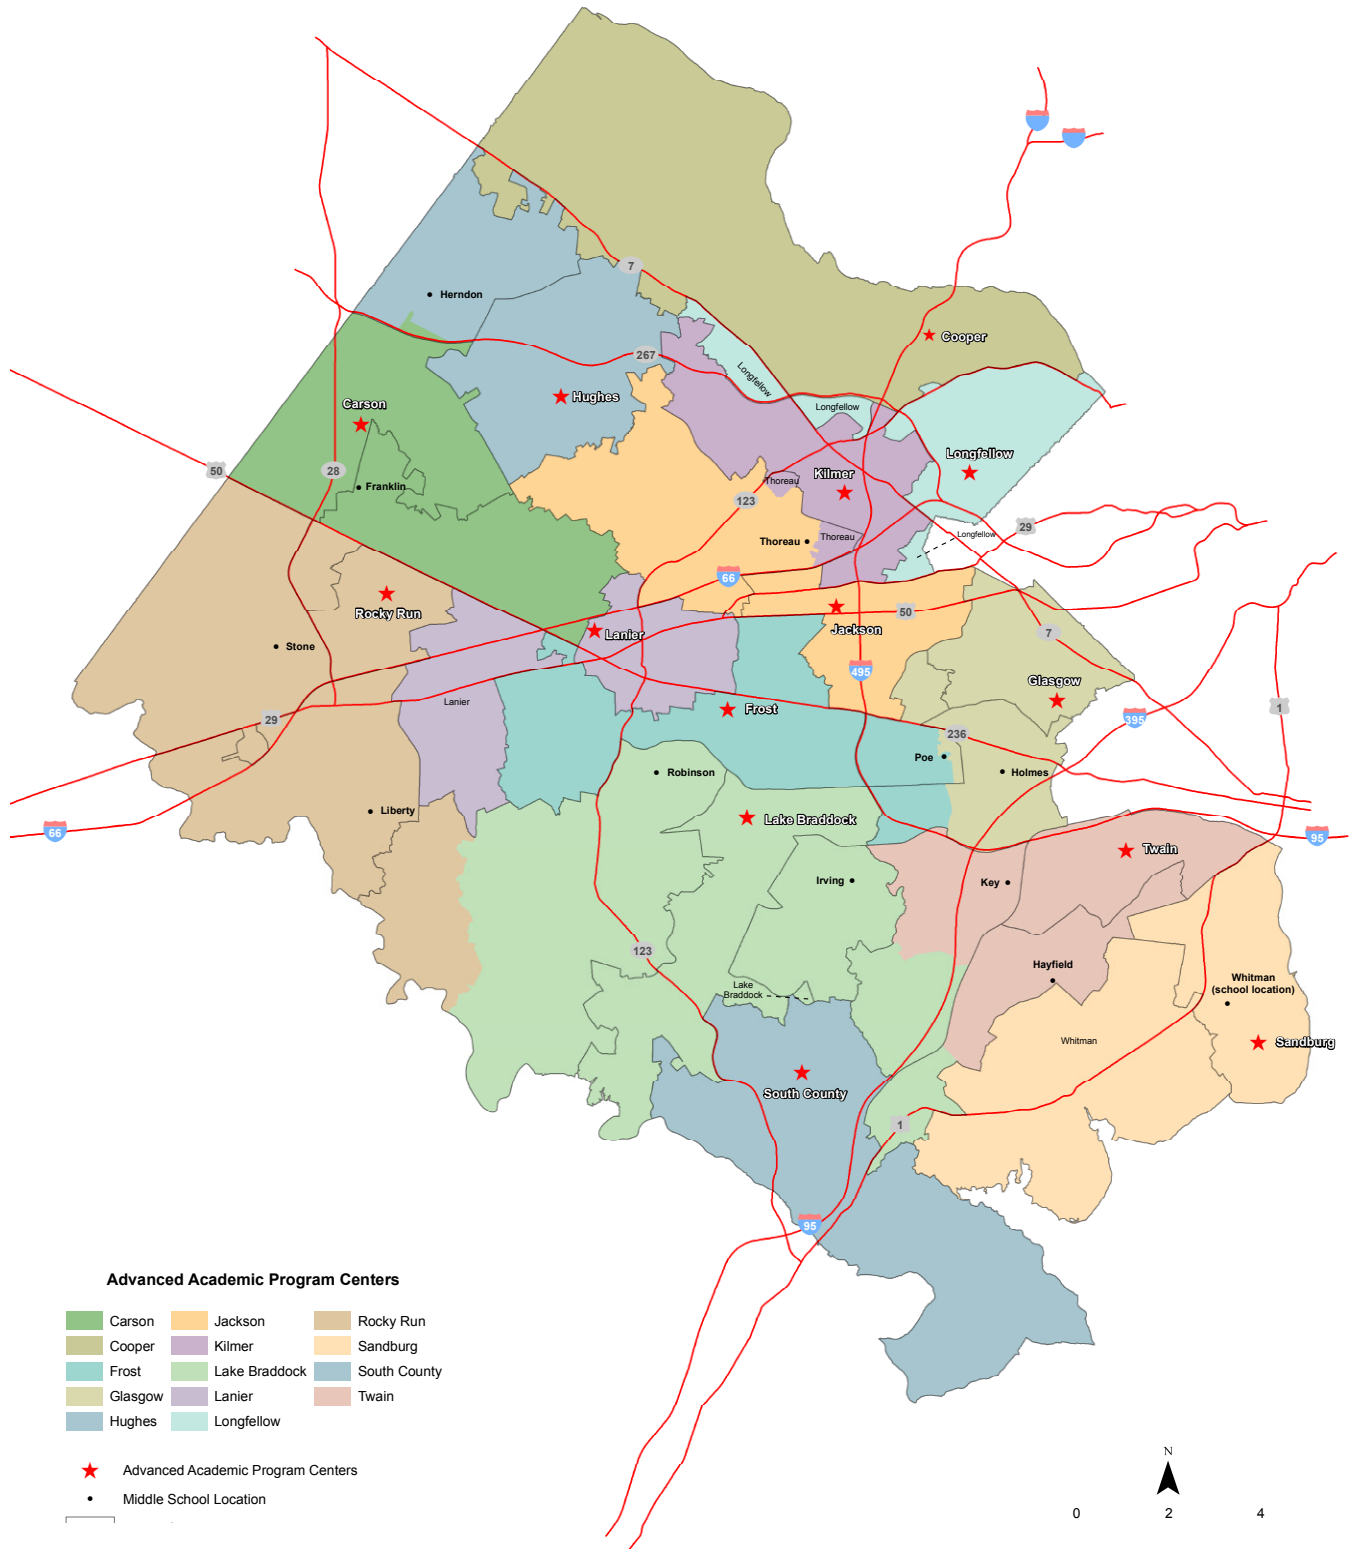 7
Herndon
Cooper
267
Longfellow
Hughes
Carson
Longfellow
Longfellow
50
28
Kilmer
Thoreau
Franklin
123
29
Thoreau
Thoreau
Longfellow
66
Rocky Run
Jackson
50
Lanier
7
Stone
495
Glasgow
Lanier
Frost
395
1
29
236
Poe
Robinson
Holmes
Liberty
Lake Braddock
66
95
Twain
Irving
Key
123
Hayfield
Whitman
(school location)
Lake
Braddock
Whitman
Sandburg
South County
1
95
Advanced Academic Program Centers
Carson
Jackson
Rocky Run
Cooper
Kilmer
Sandburg
Frost
Lake Braddock
South County
Glasgow
Lanier
Twain
Hughes
Longfellow
Advanced Academic Program Centers
Middle School Location
N
0 2 4